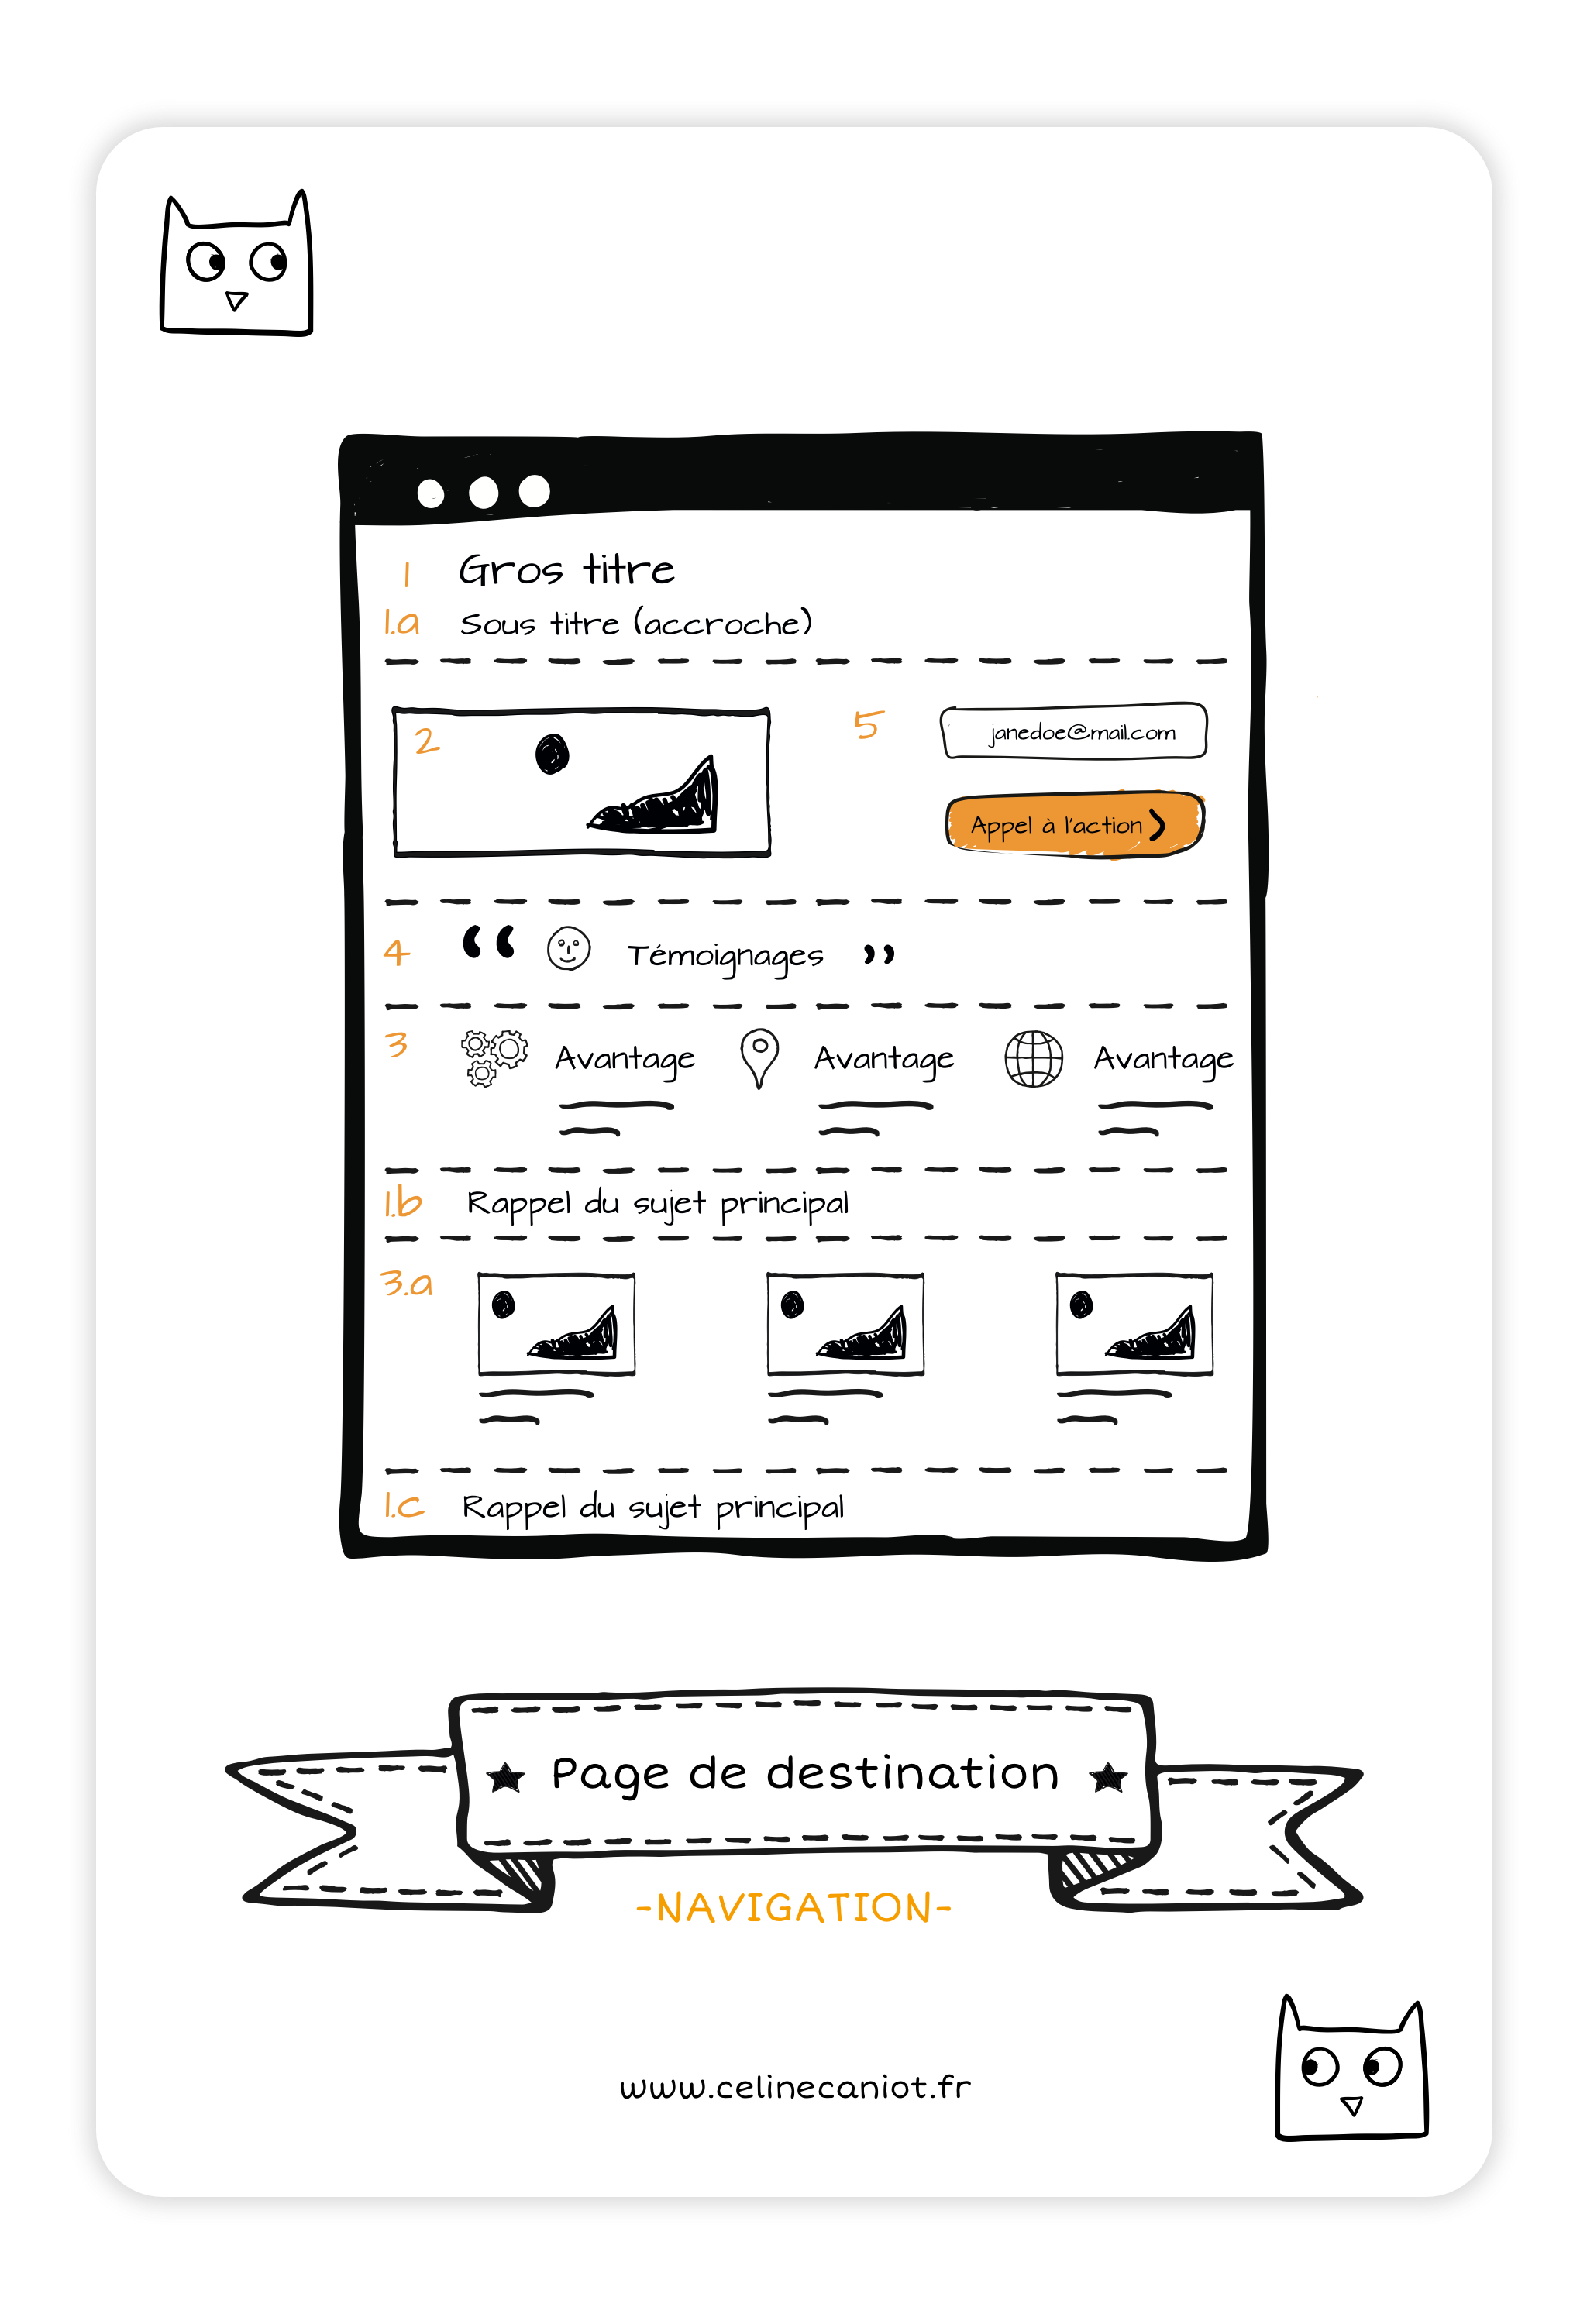 1 Gros titre
1.a Sous titre (accroche)
2
5 janedoe@mail.com
Appel à l'action
4 “ Témoignages ”
3 Avantage Avantage Avantage
1.b Rappel du sujet principal
3.a
1.c Rappel du sujet principal
Page de destination
-NAVIGATION-
www.celinecaniot.fr